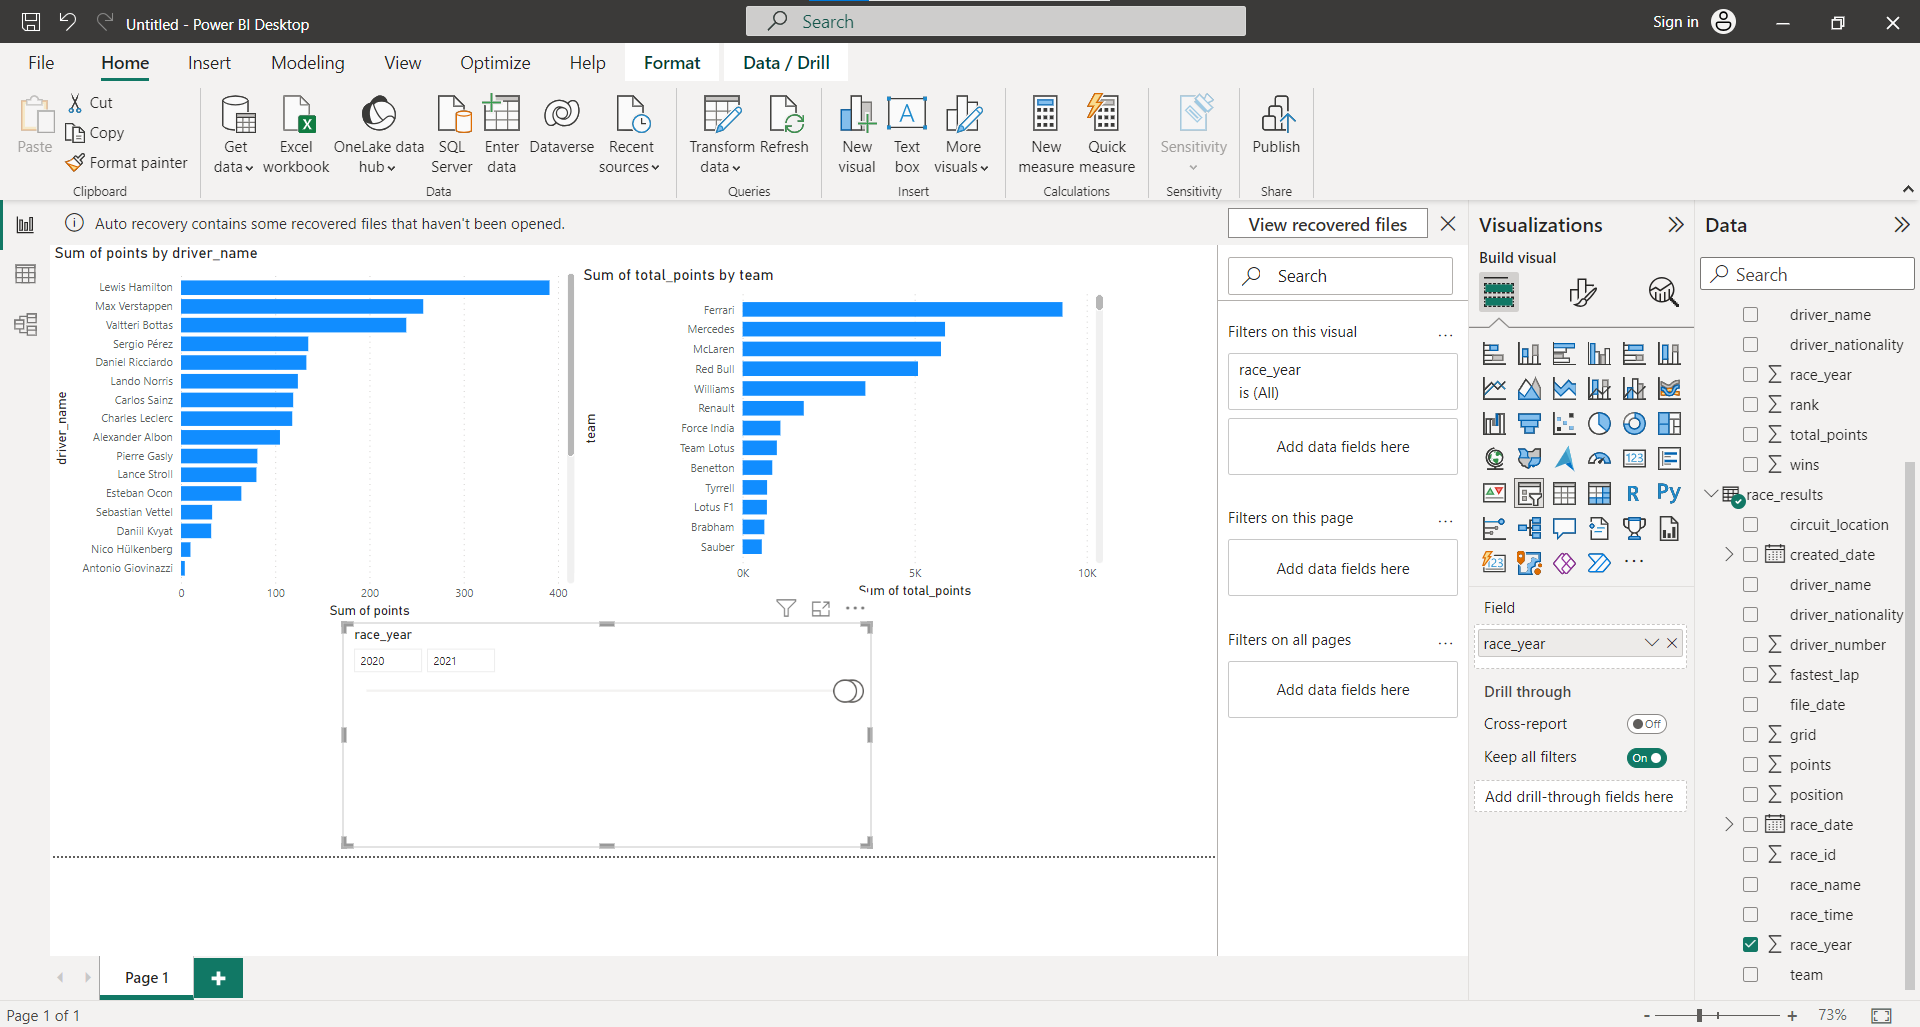 Untitled - Power BI Desktop
Search
Sign in
File
Home
Insert
Modeling
View
Optimize
Help
Format
Data / Drill
Paste
Cut
Copy
Format painter
Clipboard
Get data
Excel workbook
OneLake data hub
SQL Server
Enter data
Dataverse
Recent sources
Data
Transform data
Refresh
Queries
New visual
Text box
More visuals
Insert
New measure
Quick measure
Calculations
Sensitivity
Sensitivity
Publish
Share
Auto recovery contains some recovered files that haven't been opened.
View recovered files
Sum of points by driver_name
driver_name
Lewis Hamilton
Max Verstappen
Valtteri Bottas
Sergio Pérez
Daniel Ricciardo
Lando Norris
Carlos Sainz
Charles Leclerc
Alexander Albon
Pierre Gasly
Lance Stroll
Esteban Ocon
Sebastian Vettel
Daniil Kvyat
Nico Hülkenberg
Antonio Giovinazzi
0 100 200 300 400
Sum of points
Sum of total_points by team
team
Ferrari
Mercedes
McLaren
Red Bull
Williams
Renault
Force India
Team Lotus
Benetton
Tyrrell
Lotus F1
Brabham
Sauber
0K 5K 10K
Sum of total_points
race_year
2020 2021
Search
Filters on this visual
...
race_year
is (All)
Add data fields here
Filters on this page
...
Add data fields here
Filters on all pages
...
Add data fields here
Visualizations
Build visual
123
R
Py
123
...
Field
race_year
Drill through
Cross-report
Off
Keep all filters
On
Add drill-through fields here
Data
Search
driver_name
driver_nationality
race_year
rank
total_points
wins
race_results
circuit_location
created_date
driver_name
driver_nationality
driver_number
fastest_lap
file_date
grid
points
position
race_date
race_id
race_name
race_time
race_year
team
Page 1
Page 1 of 1
- + 73%